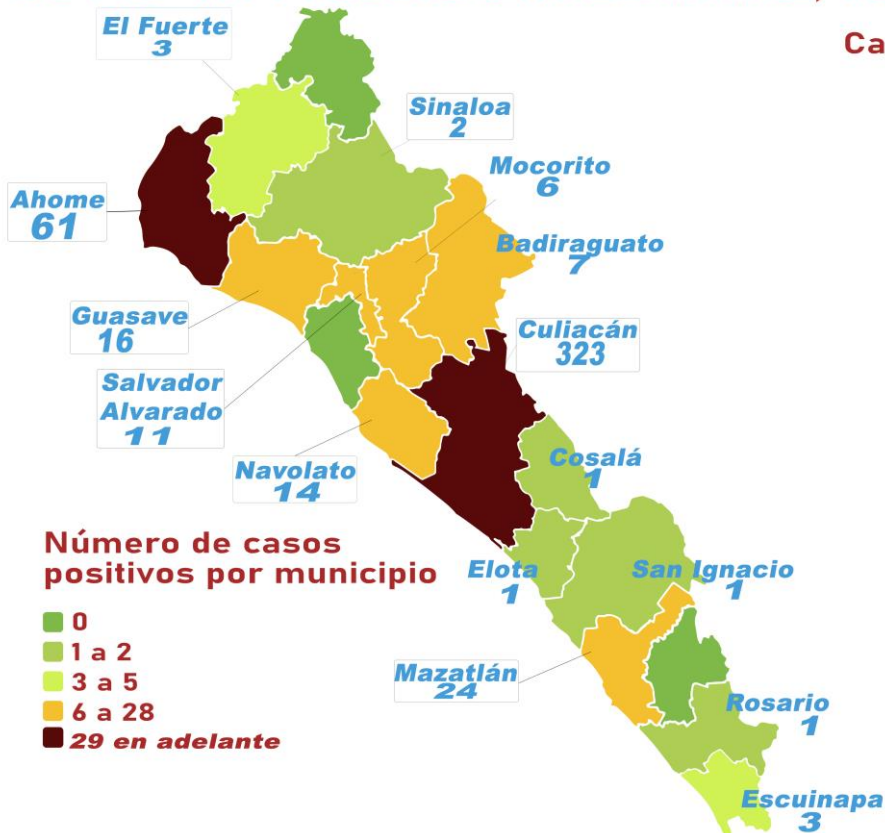 Ca
El Fuerte
3
Sinaloa
2
Mocorito
6
Ahome
61
Badiraguato
7
Guasave
16
Culiacán
323
Salvador
Alvarado
11
Navolato
14
Cosalá
1
Número de casos
positivos por municipio
0
1 a 2
3 a 5
6 a 28
29 en adelante
Elota
1
San Ignacio
1
Mazatlán
24
Rosario
1
Escuinapa
3